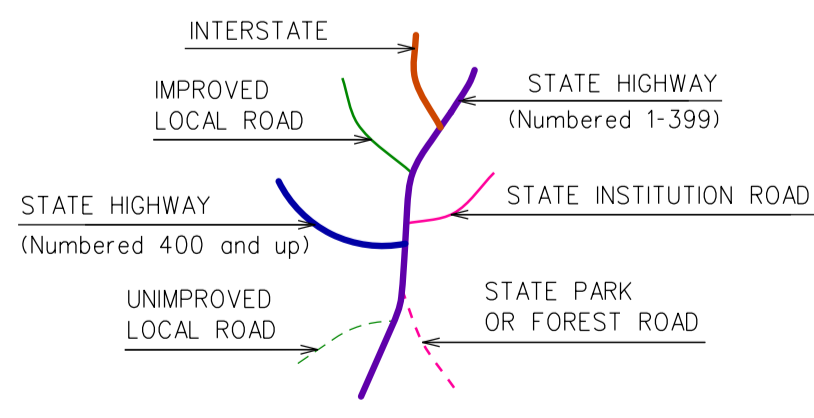 INTERSTATE
IMPROVED
LOCAL ROAD
STATE HIGHWAY
(Numbered 1-399)
STATE HIGHWAY
(Numbered 400 and up)
STATE INSTITUTION ROAD
UNIMPROVED
LOCAL ROAD
STATE PARK
OR FOREST ROAD